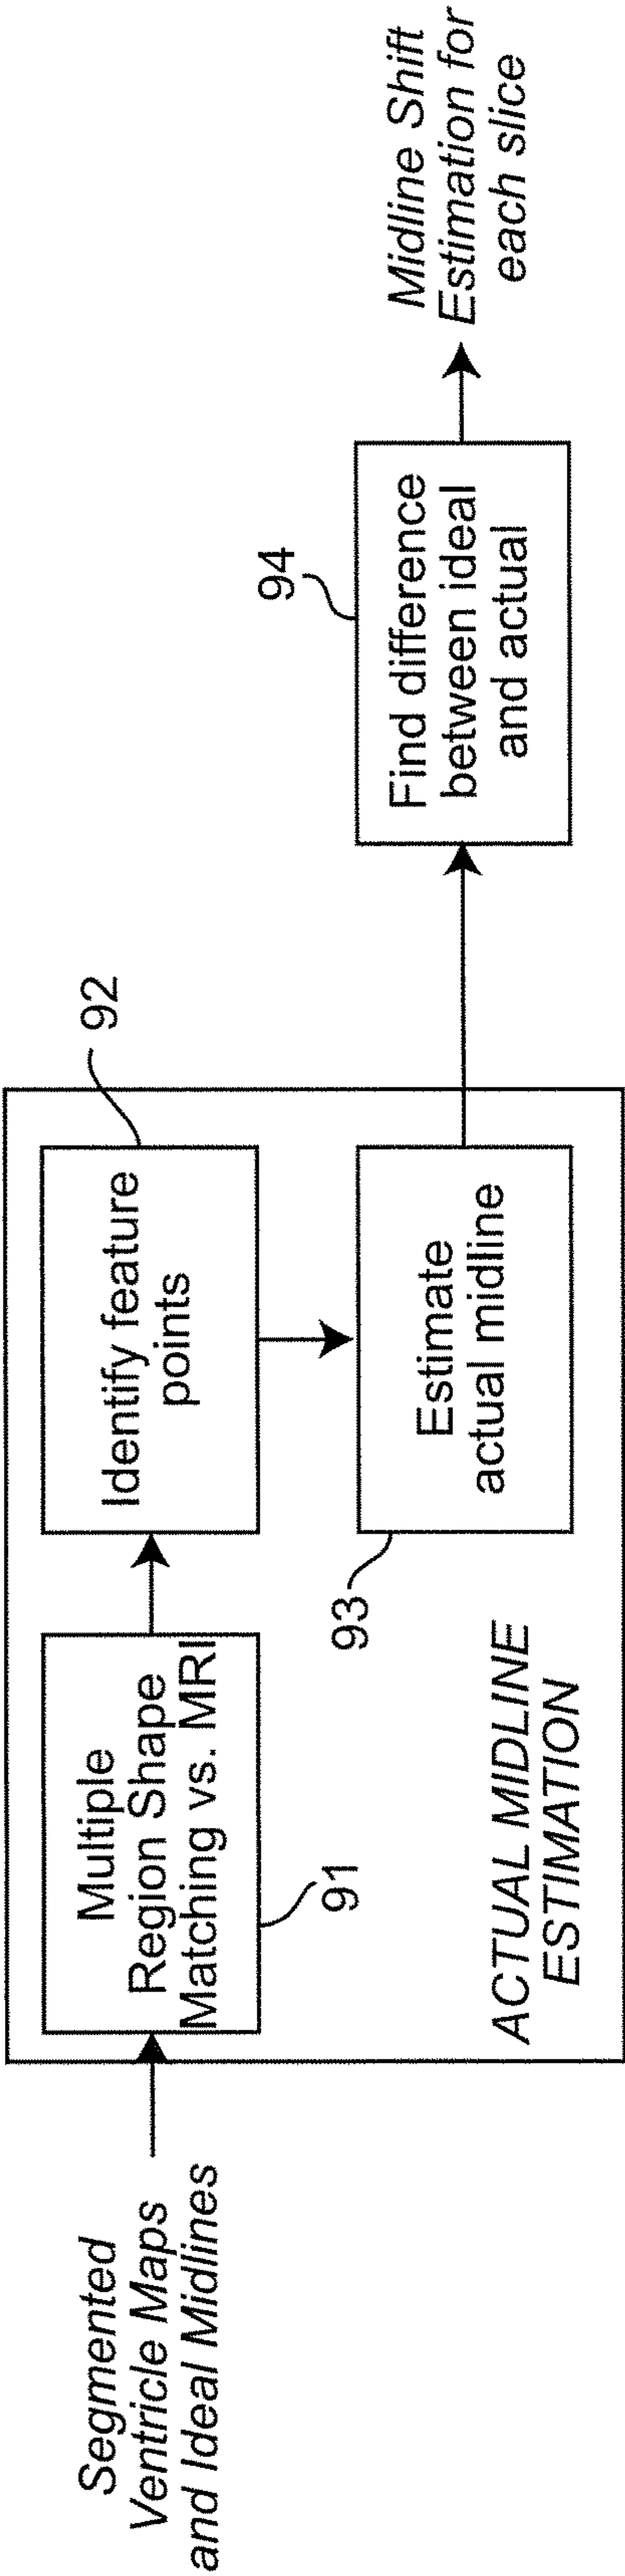 Segmented
Ventricle Maps
and Ideal Midlines
Multiple
Region Shape
Matching vs. MRI
91
Identify feature
points
92
Estimate
actual midline
93
ACTUAL MIDLINE
ESTIMATION
Find difference
between ideal
and actual
94
Midline Shift
Estimation for
each slice